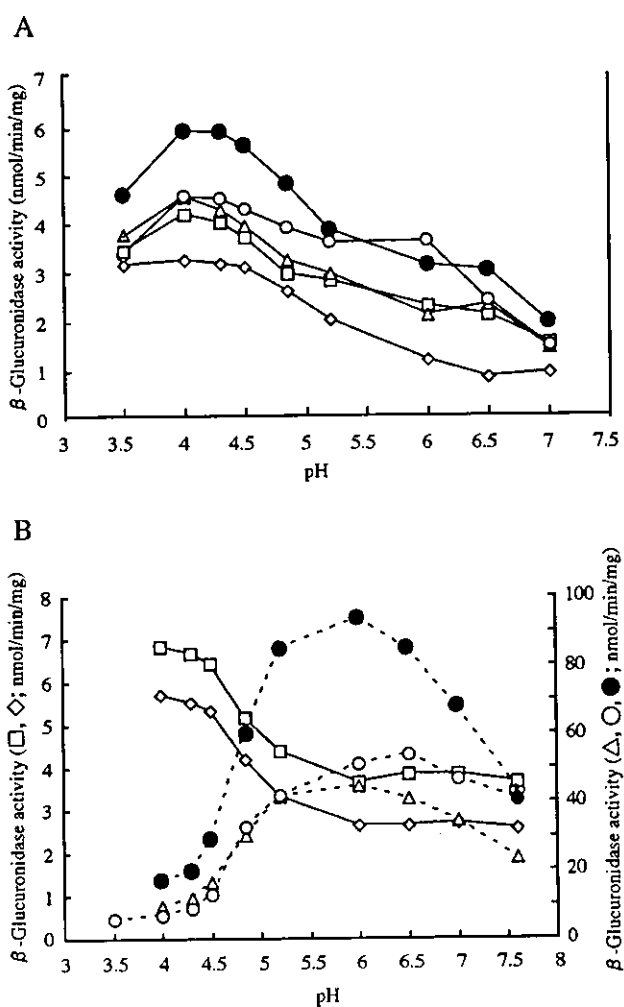 A
β-Glucuronidase activity (nmol/min/mg)
7
6
5
4
3
2
1
0
3 3.5 4 4.5 5 5.5 6 6.5 7 7.5
pH
B
β-Glucuronidase activity (□, ◇; nmol/min/mg)
8
7
6
5
4
3
2
1
0
100
80
60
40
20
0
β-Glucuronidase activity (△, ○, ●; nmol/min/mg)
3 3.5 4 4.5 5 5.5 6 6.5 7 7.5 8
pH